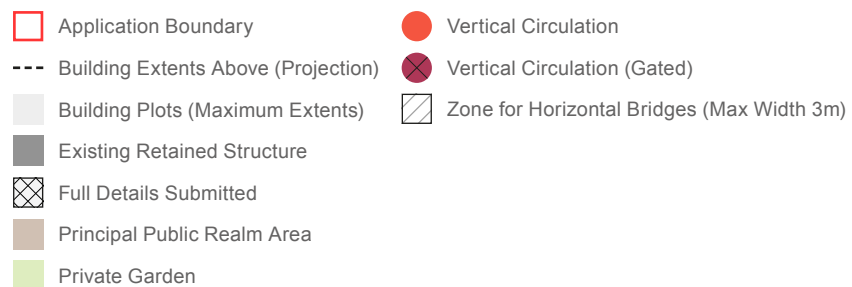 Application Boundary
Building Extents Above (Projection)
Building Plots (Maximum Extents)
Existing Retained Structure
Full Details Submitted
Principal Public Realm Area
Private Garden
Vertical Circulation
Vertical Circulation (Gated)
Zone for Horizontal Bridges (Max Width 3m)